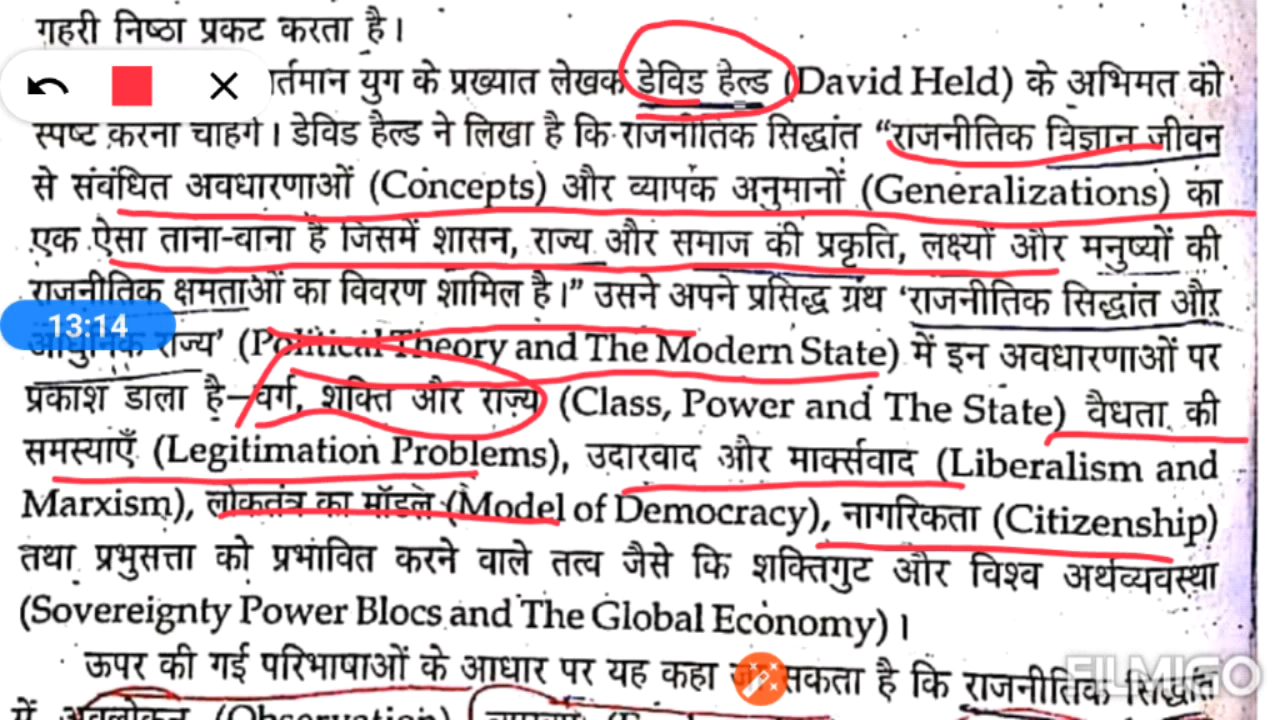 गहरी निष्ठा प्रकट करता है।
र्तमान युग के प्रख्यात लेखक डेविड हैल्ड (David Held) के अभिमत को
स्पष्ट करना चाहेंगे। डेविड हैल्ड ने लिखा है कि राजनीतिक सिद्धांत “राजनीतिक विज्ञान जीवन
से संबंधित अवधारणाओं (Concepts) और व्यापक अनुमानों (Generalizations) का
एक ऐसा ताना-वाना है जिसमें शासन, राज्य और समाज की प्रकृति, लक्ष्यों और मनुष्यों की
राजनीतिक क्षमताओं का विवरण शामिल है।” उसने अपने प्रसिद्ध ग्रंथ ‘राजनीतिक सिद्धांत और
13:14
आधुनिक राज्य’ (Political Theory and The Modern State) में इन अवधारणाओं पर
प्रकाश डाला है–वर्ग, शक्ति और राज्य (Class, Power and The State) वैधता की
समस्याएँ (Legitimation Problems), उदारवाद और मार्क्सवाद (Liberalism and
Marxism), लोकतंत्र का मॉडल (Model of Democracy), नागरिकता (Citizenship)
तथा प्रभुसत्ता को प्रभावित करने वाले तत्व जैसे कि शक्तिगुट और विश्व अर्थव्यवस्था
(Sovereignty Power Blocs and The Global Economy)।
ऊपर की गई परिभाषाओं के आधार पर यह कहा जा सकता है कि राजनीतिक सिद्धांत
में अवलोकन (Observation)
FILMIGO